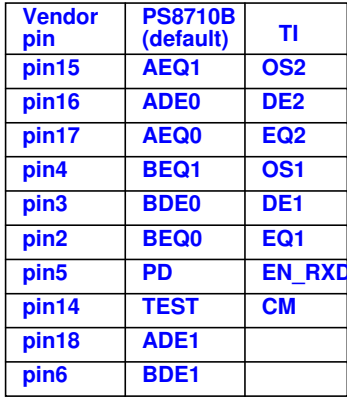 Vendor pin PS8710B (default) TI
pin15 AEQ1 OS2
pin16 ADE0 DE2
pin17 AEQ0 EQ2
pin4 BEQ1 OS1
pin3 BDE0 DE1
pin2 BEQ0 EQ1
pin5 PD EN_RXD
pin14 TEST CM
pin18 ADE1
pin6 BDE1